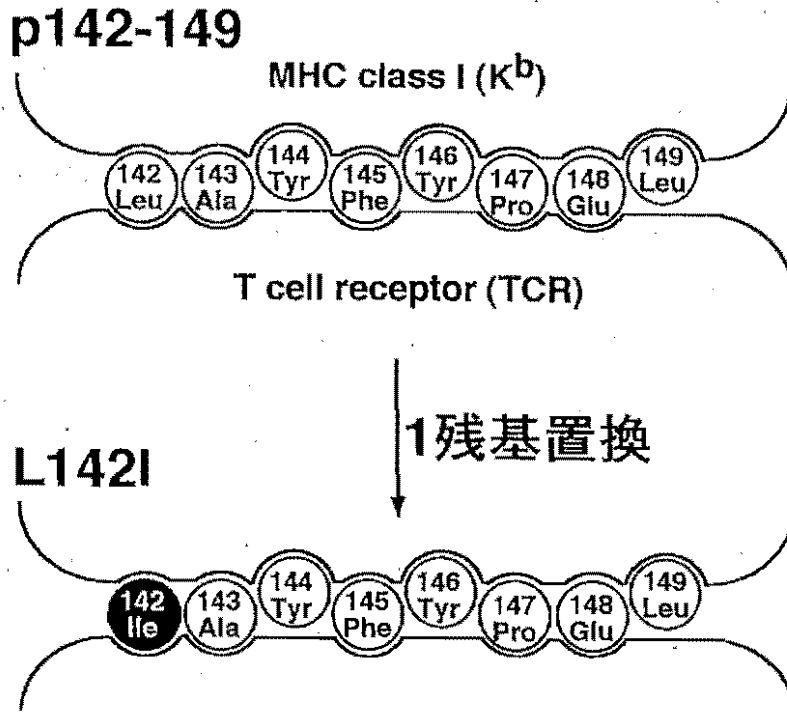 p142-149
MHC class I (Kb)
142 Leu
143 Ala
144 Tyr
145 Phe
146 Tyr
147 Pro
148 Glu
149 Leu
T cell receptor (TCR)
1残基置換
L142I
142 Ile
143 Ala
144 Tyr
145 Phe
146 Tyr
147 Pro
148 Glu
149 Leu